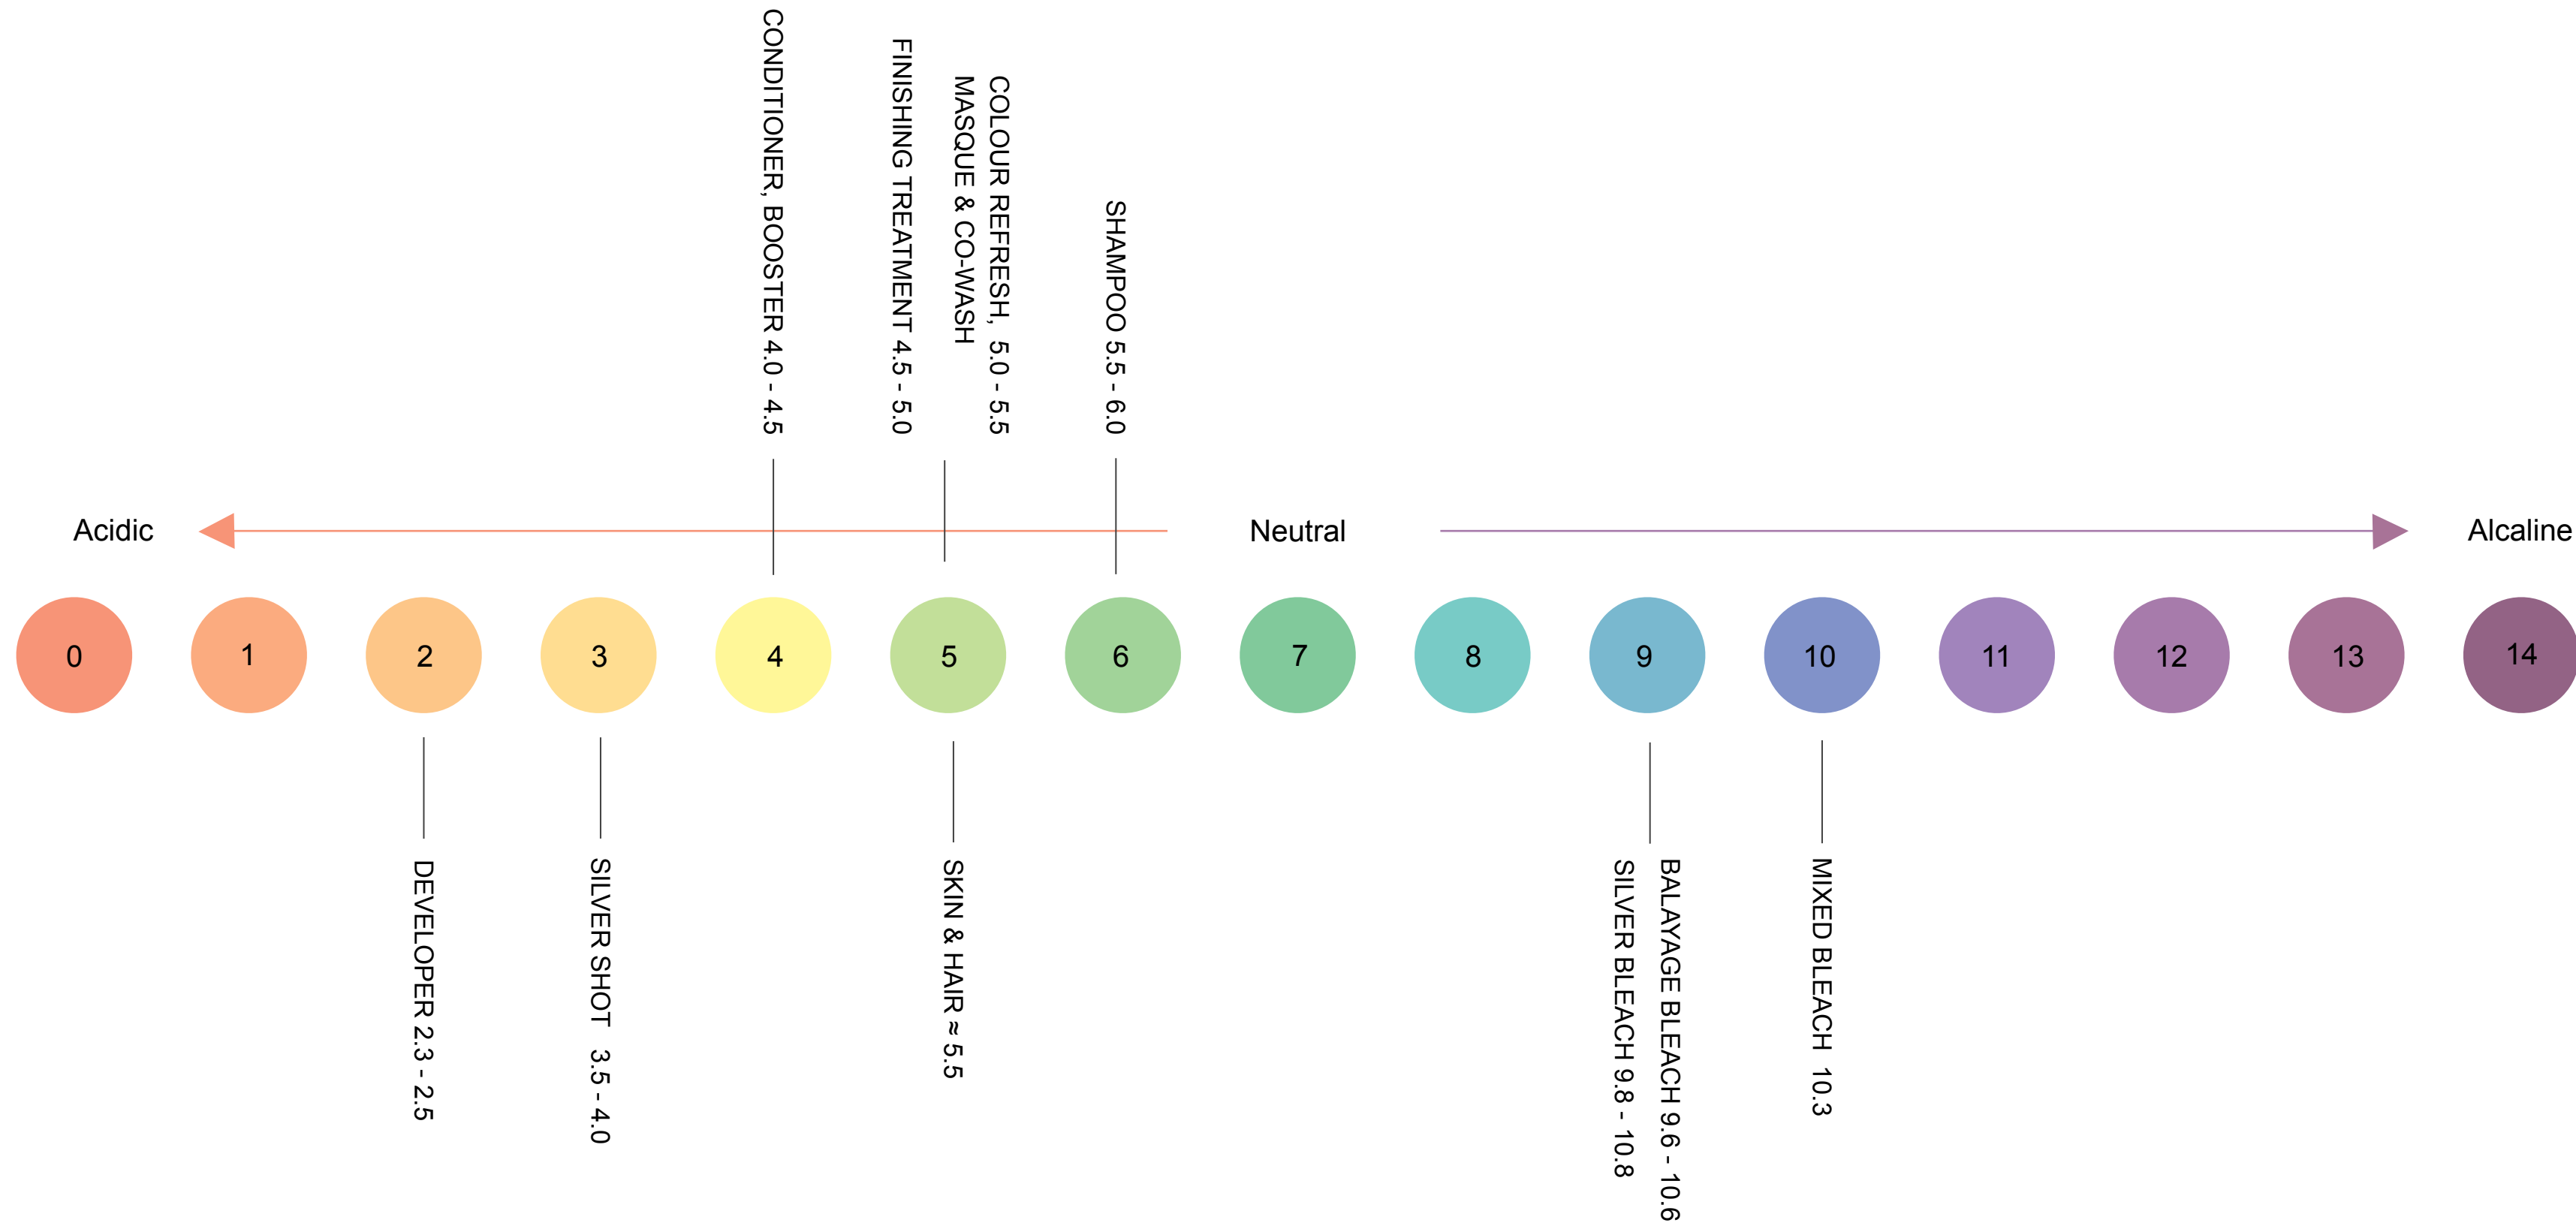 CONDITIONER, BOOSTER 4.0 - 4.5
FINISHING TREATMENT 4.5 - 5.0
COLOUR REFRESH,  5.0 - 5.5
MASQUE & CO-WASH
SHAMPOO 5.5 - 6.0
Acidic
Neutral
Alcaline
0
1
2
3
4
5
6
7
8
9
10
11
12
13
14
DEVELOPER 2.3 - 2.5
SILVER SHOT   3.5 - 4.0
SKIN & HAIR ≈ 5.5
BALAYAGE BLEACH 9.6 - 10.6
SILVER BLEACH 9.8 - 10.8
MIXED BLEACH  10.3